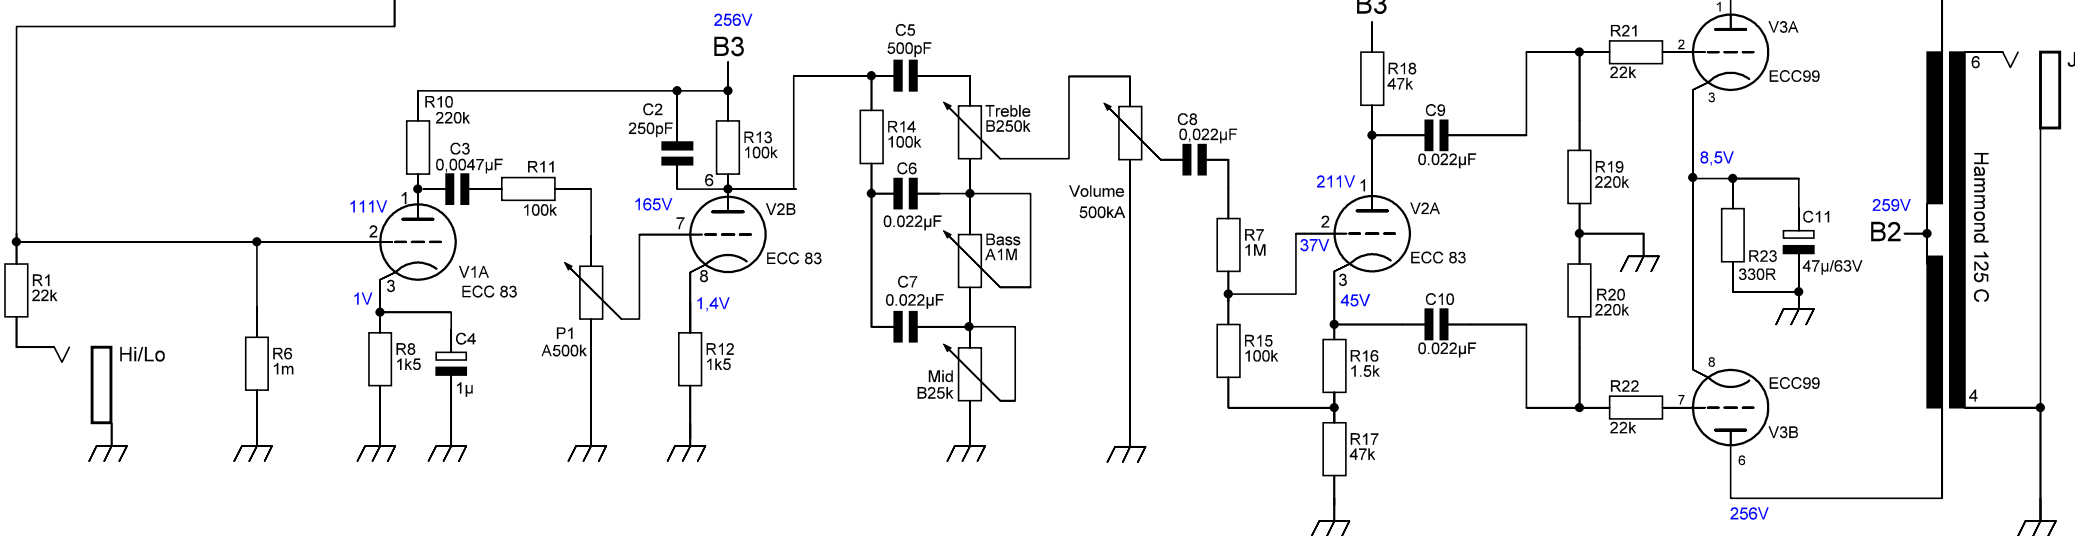 256V
B3
R10
220k
C3
0,0047µF
R11
100k
C2
250pF
R13
100k
1
111V
2
V1A
ECC 83
3
1V
R1
22k
Hi/Lo
R6
1m
R8
1k5
C4
1µ
P1
A500k
6
165V
7
V2B
ECC 83
8
1,4V
R12
1k5
C5
500pF
R14
100k
Treble
B250k
C6
0.022µF
Bass
A1M
C7
0.022µF
Mid
B25k
Volume
500kA
C8
0,022µF
R7
1M
R15
100k
B3
R18
47k
C9
0.022µF
211V
1
2
37V
V2A
ECC 83
3
45V
C10
0.022µF
R16
1.5k
R17
47k
R21
22k
R19
220k
R20
220k
R22
22k
1
V3A
2
ECC99
3
8,5V
R23
330R
C11
47µ/63V
8
ECC99
7
V3B
6
256V
259V
B2
6
Hammond 125 C
4
J